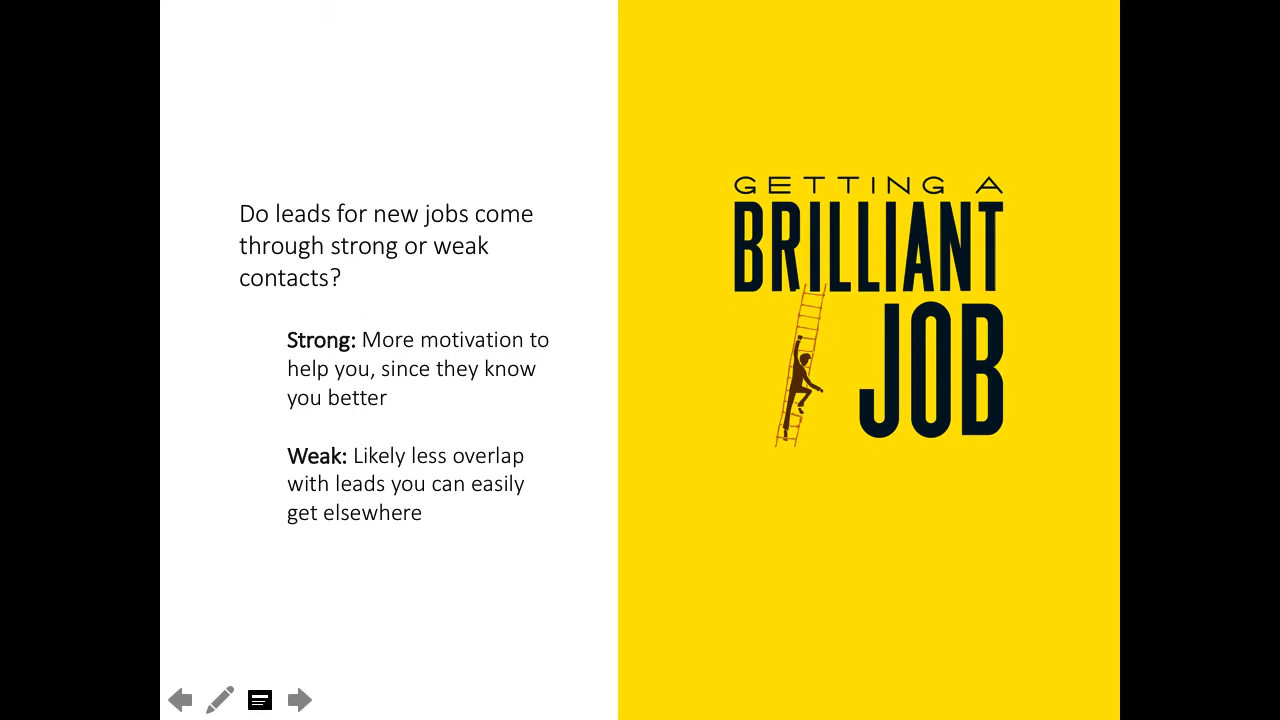 Do leads for new jobs come
through strong or weak
contacts?
Strong: More motivation to
help you, since they know
you better
Weak: Likely less overlap
with leads you can easily
get elsewhere
GETTING A
BRILLIANT
JOB